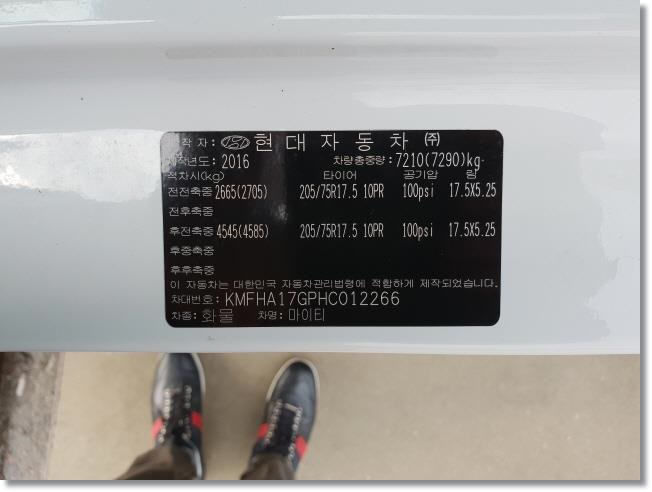 제작자: 현대자동차 ㈜
제작년도: 2016 차량총중량: 7210(7290)kg
적차시(kg) 타이어 공기압 림
전전축중 2665(2705) 205/75R17.5 10PR 100psi 17.5X5.25
전후축중
후전축중 4545(4585) 205/75R17.5 10PR 100psi 17.5X5.25
후중축중
후후축중
이 자동차는 대한민국 자동차관리법령에 적합하게 제작되었습니다.
차대번호: KMFHA17GPHC012266
차종: 화물 차명: 마이티